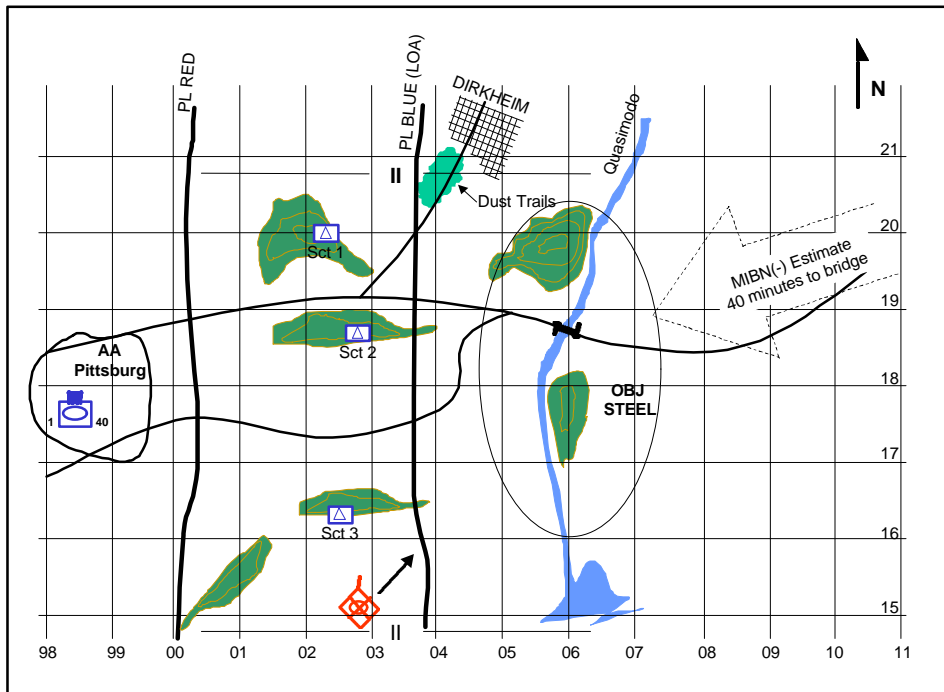 PL RED
PL BLUE (LOA)
DIRKHEIM
Quasimodo
N
21
II
Dust Trails
20
Sct 1
MIBN(-) Estimate
40 minutes to bridge
19
AA
Pittsburg
Sct 2
18
OBJ
STEEL
1
40
17
Sct 3
16
15
II
98
99
00
01
02
03
04
05
06
07
08
09
10
11